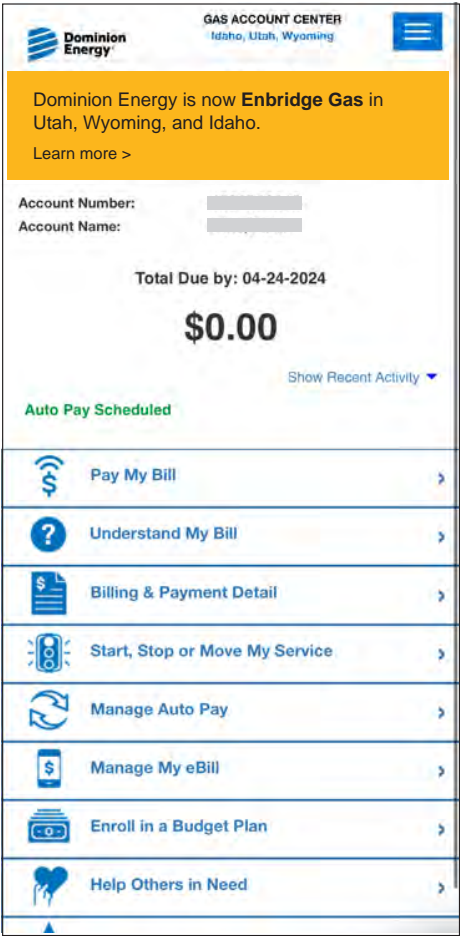 Dominion
Energy®
GAS ACCOUNT CENTER
Idaho, Utah, Wyoming
Dominion Energy is now Enbridge Gas in
Utah, Wyoming, and Idaho.
Learn more >
Account Number:
Account Name:
Total Due by: 04-24-2024
$0.00
Show Recent Activity
Auto Pay Scheduled
Pay My Bill
Understand My Bill
Billing & Payment Detail
Start, Stop or Move My Service
Manage Auto Pay
Manage My eBill
Enroll in a Budget Plan
Help Others in Need